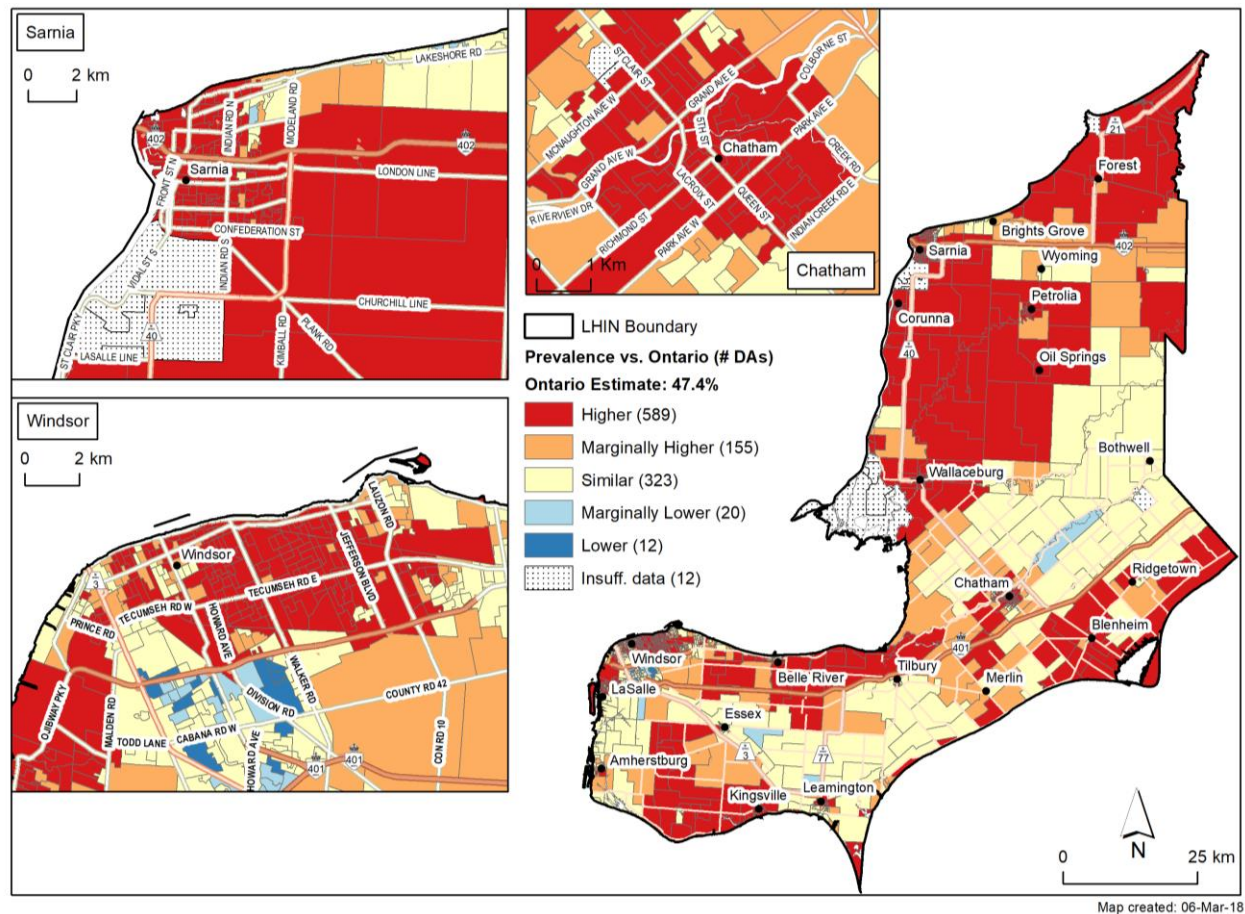 Sarnia
0 2 km
LAKESHORE RD
INDIAN RD N
MODELAND RD
402
402
Sarnia
LONDON LINE
FRONT ST N
CONFEDERATION ST
VIDAL ST S
INDIAN RD S
CHURCHILL LINE
ST CLAIR PKY
40
LASALLE LINE
KIMBALL RD
PLANK RD
ST CLAIR ST
COLBORNE ST
GRAND AVE E
MCNAUGHTON AVE W
5TH ST
PARK AVE E
Chatham
GRAND AVE W
CREEK RD
LACROIX ST
RIVERVIEW DR
QUEEN ST
RICHMOND ST
INDIAN CREEK RD E
PARK AVE W
0 1 Km
Chatham
LHIN Boundary
Prevalence vs. Ontario (# DAs)
Ontario Estimate: 47.4%
Higher (589)
Marginally Higher (155)
Similar (323)
Marginally Lower (20)
Lower (12)
Insuff. data (12)
Windsor
0 2 km
LAUZON RD
JEFFERSON BLVD
Windsor
3
TECUMSEH RD E
TECUMSEH RD W
HOWARD AVE
PRINCE RD
WALKER RD
COUNTY RD 42
DIVISION RD
OJIBWAY PKY
MALDEN RD
CABANA RD W
TODD LANE
HOWARD AVE
401
401
CON RD 10
21
Forest
Brights Grove
402
Sarnia
Wyoming
Petrolia
Corunna
40
Oil Springs
Bothwell
Wallaceburg
Chatham
Ridgetown
Blenheim
401
Windsor
Belle River
Tilbury
Merlin
LaSalle
Essex
3
77
Amherstburg
Kingsville
Leamington
N
0 25 km
Map created: 06-Mar-18